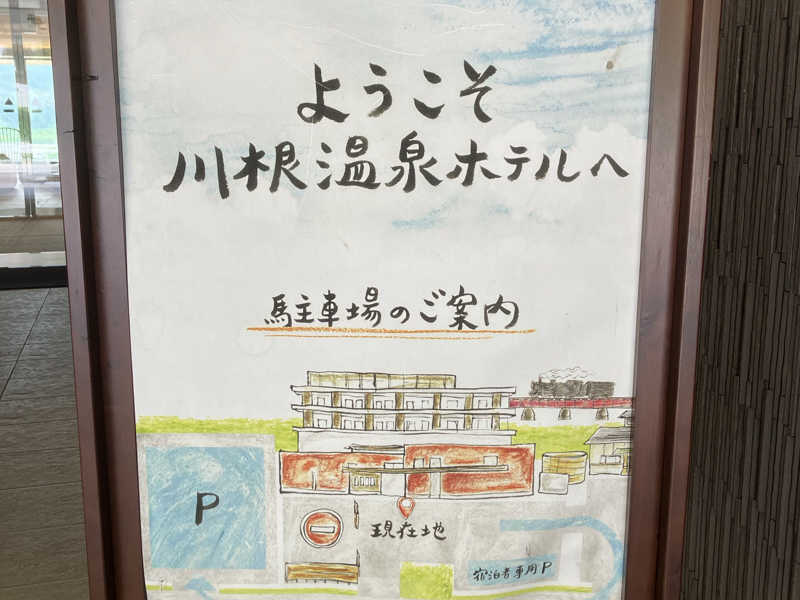 ようこそ
川根温泉ホテルへ
駐車場のご案内
P
現在地
宿泊者専用P